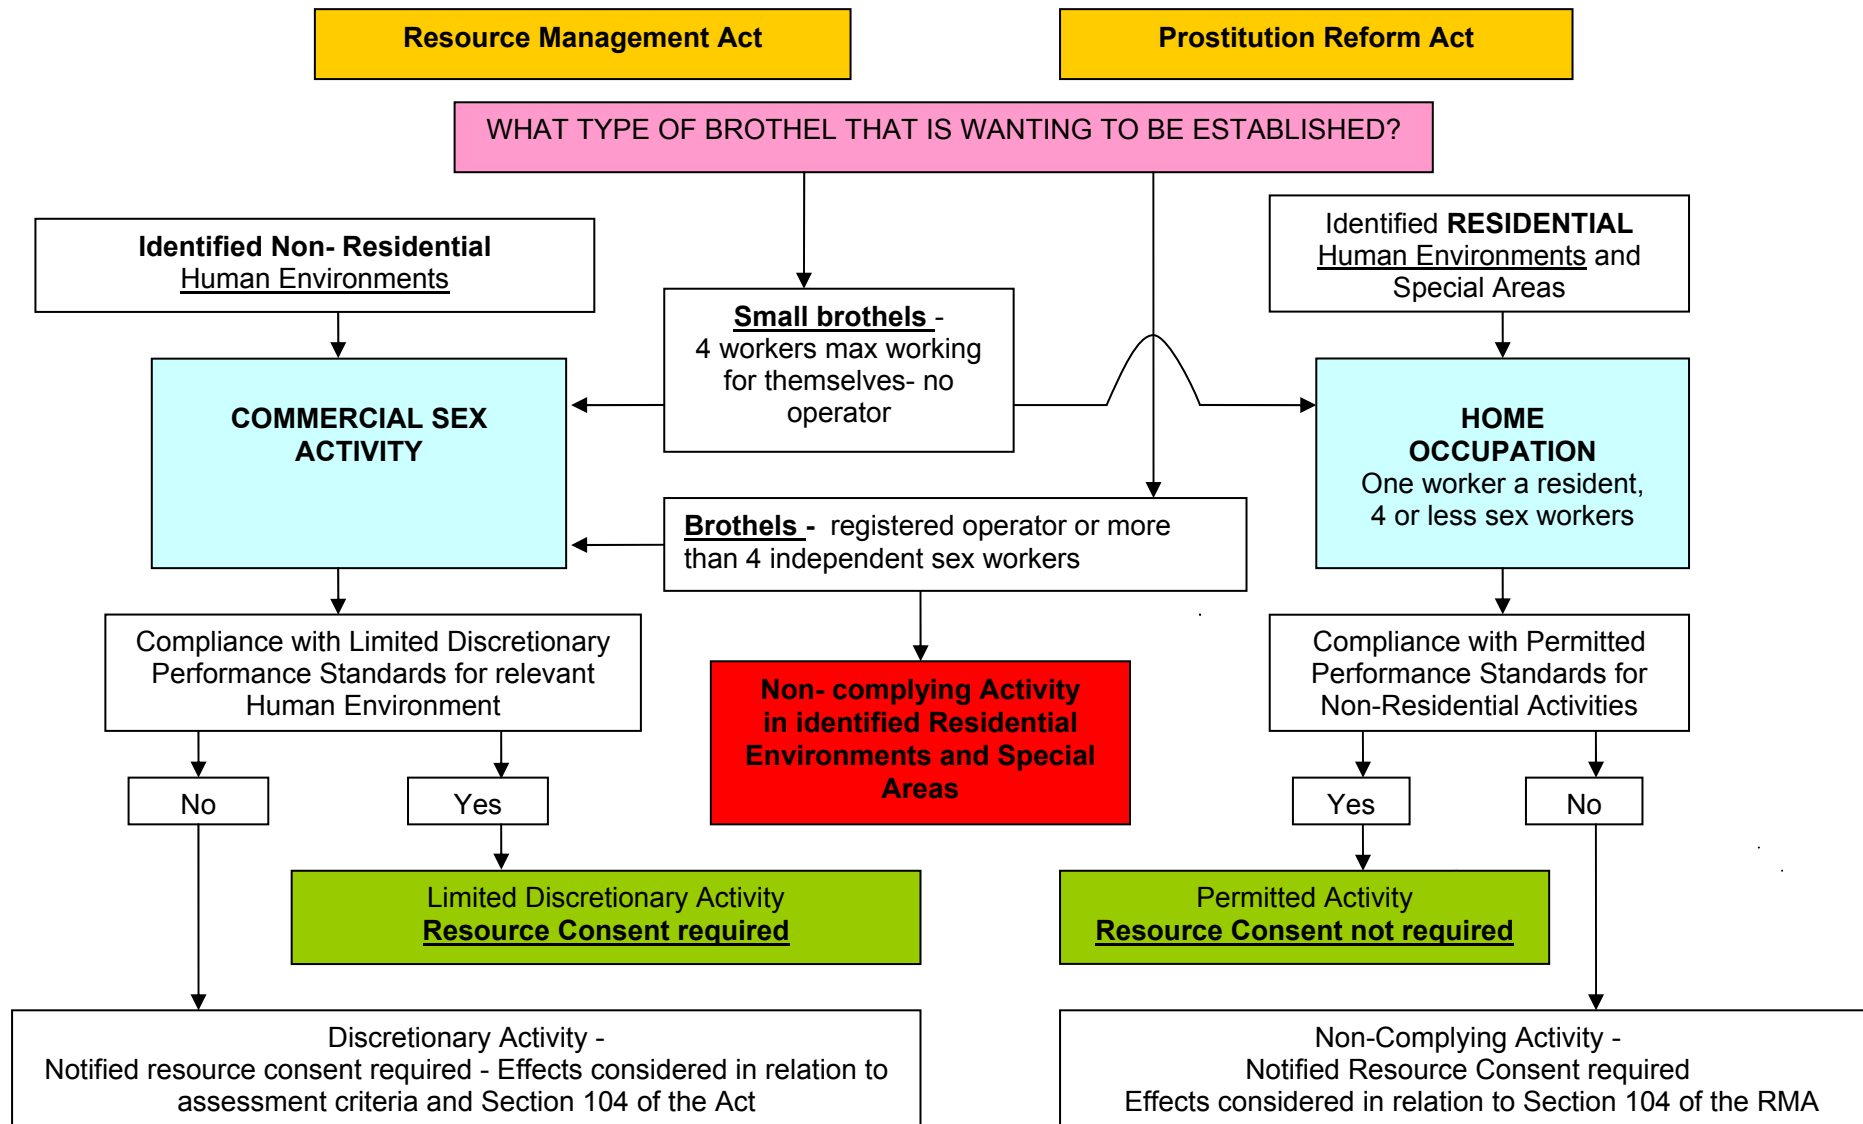 Resource Management Act
Prostitution Reform Act
WHAT TYPE OF BROTHEL THAT IS WANTING TO BE ESTABLISHED?
Identified Non- Residential
Human Environments
Identified RESIDENTIAL
Human Environments and
Special Areas
Small brothels -
4 workers max working
for themselves- no
operator
COMMERCIAL SEX
ACTIVITY
HOME
OCCUPATION
One worker a resident,
4 or less sex workers
Brothels - registered operator or more
than 4 independent sex workers
Compliance with Limited Discretionary
Performance Standards for relevant
Human Environment
Non- complying Activity
in identified Residential
Environments and Special
Areas
Compliance with Permitted
Performance Standards for
Non-Residential Activities
No
Yes
Yes
No
Limited Discretionary Activity
Resource Consent required
Permitted Activity
Resource Consent not required
Discretionary Activity -
Notified resource consent required - Effects considered in relation to
assessment criteria and Section 104 of the Act
Non-Complying Activity -
Notified Resource Consent required
Effects considered in relation to Section 104 of the RMA